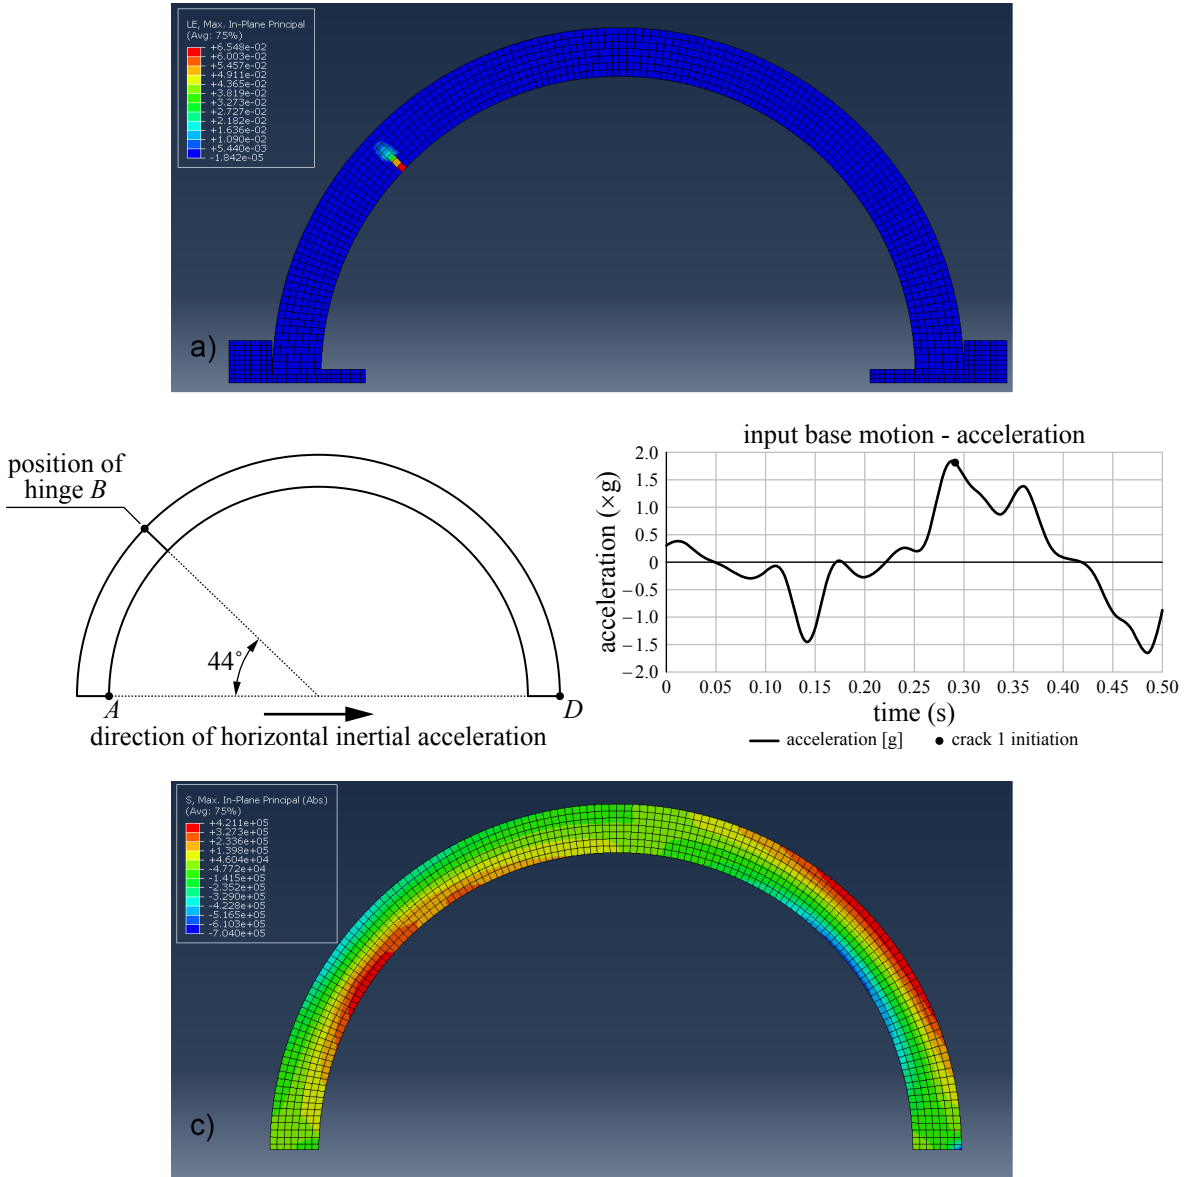 LE, Max. In-Plane Principal
(Avg: 75%)
+6.548e-02
+6.003e-02
+5.457e-02
+4.911e-02
+4.365e-02
+3.819e-02
+3.273e-02
+2.727e-02
+2.182e-02
+1.636e-02
+1.090e-02
+5.440e-03
-1.842e-05
a)
position of
hinge B
44°
A
D
direction of horizontal inertial acceleration
input base motion - acceleration
acceleration (×g)
2.0
1.5
1.0
0.5
0
−0.5
−1.0
−1.5
−2.0
0 0.05 0.10 0.15 0.20 0.25 0.30 0.35 0.40 0.45 0.50
time (s)
acceleration [g] crack 1 initiation
S, Max. In-Plane Principal (Abs)
(Avg: 75%)
+4.211e+05
+3.273e+05
+2.336e+05
+1.398e+05
+4.604e+04
-4.772e+04
-1.415e+05
-2.352e+05
-3.290e+05
-4.228e+05
-5.165e+05
-6.103e+05
-7.040e+05
c)